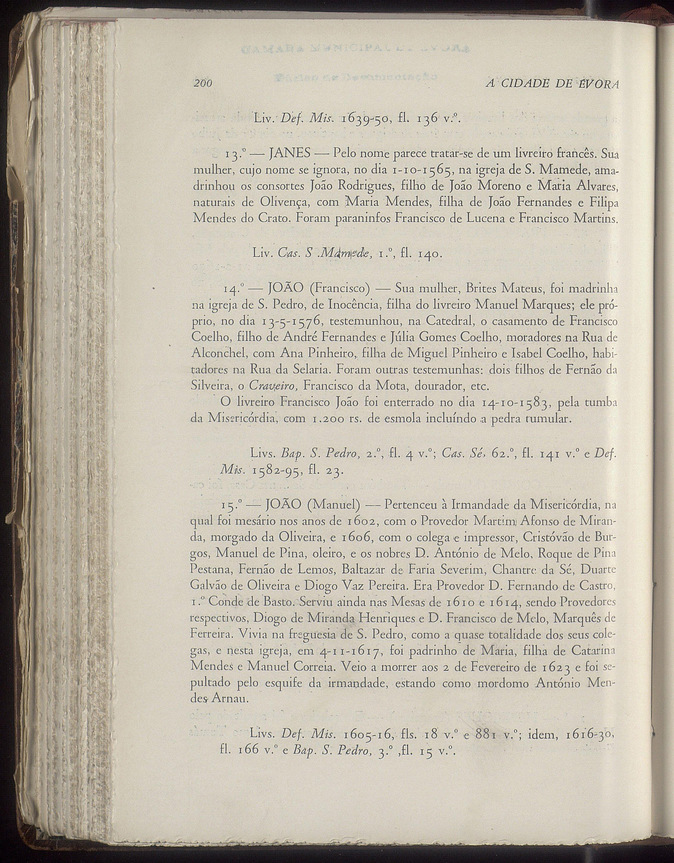 CAMARA MUNICIPAL DE EVORA
200 A CIDADE DE EVORA
Liv. Def. Mis. 1639-50, fl. 136 v.º.
13.º — JANES — Pelo nome parece tratar-se de um livreiro francês. Sua
mulher, cujo nome se ignora, no dia 1-10-1565, na igreja de S. Mamede, ama-
drinhou os consortes João Rodrigues, filho de João Moreno e Maria Alvares,
naturais de Olivença, com Maria Mendes, filha de João Fernandes e Filipa
Mendes do Crato. Foram paraninfos Francisco de Lucena e Francisco Martins.
Liv. Cas. S .Mamede, 1.º, fl. 140.
14.º — JOÃO (Francisco) — Sua mulher, Brites Mateus, foi madrinha
na igreja de S. Pedro, de Inocência, filha do livreiro Manuel Marques; ele pró-
prio, no dia 13-5-1576, testemunhou, na Catedral, o casamento de Francisco
Coelho, filho de André Fernandes e Júlia Gomes Coelho, moradores na Rua de
Alconchel, com Ana Pinheiro, filha de Miguel Pinheiro e Isabel Coelho, habi-
tadores na Rua da Selaria. Foram outras testemunhas: dois filhos de Fernão da
Silveira, o Craveiro, Francisco da Mota, dourador, etc.
O livreiro Francisco João foi enterrado no dia 14-10-1583, pela tumba
da Misericórdia, com 1.200 rs. de esmola incluíndo a pedra tumular.
Livs. Bap. S. Pedro, 2.º, fl. 4 v.º; Cas. Sé, 62.º, fl. 141 v.º e Def.
Mis. 1582-95, fl. 23.
15.º — JOÃO (Manuel) — Pertenceu à Irmandade da Misericórdia, na
qual foi mesário nos anos de 1602, com o Provedor Martim Afonso de Miran-
da, morgado da Oliveira, e 1606, com o colega e impressor, Cristóvão de Bur-
gos, Manuel de Pina, oleiro, e os nobres D. António de Melo, Roque de Pina
Pestana, Fernão de Lemos, Baltazar de Faria Severim, Chantre da Sé, Duarte
Galvão de Oliveira e Diogo Vaz Pereira. Era Provedor D. Fernando de Castro,
1.º Conde de Basto. Serviu ainda nas Mesas de 1610 e 1614, sendo Provedores
respectivos, Diogo de Miranda Henriques e D. Francisco de Melo, Marquês de
Ferreira. Vivia na freguesia de S. Pedro, como a quase totalidade dos seus cole-
gas, e nesta igreja, em 4-11-1617, foi padrinho de Maria, filha de Catarina
Mendes e Manuel Correia. Veio a morrer aos 2 de Fevereiro de 1623 e foi se-
pultado pelo esquife da irmandade, estando como mordomo António Men-
des Arnau.
Livs. Def. Mis. 1605-16, fls. 18 v.º e 881 v.º; idem, 1616-30,
fl. 166 v.º e Bap. S. Pedro, 3.º ,fl. 15 v.º.